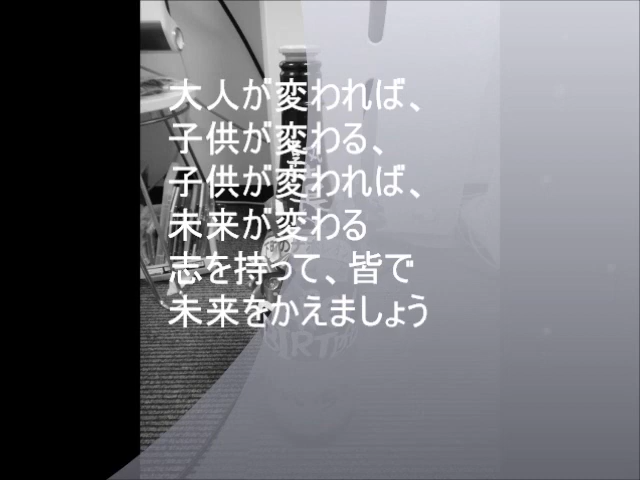 大人が変われば、
子供が変わる、
子供が変われば、
未来が変わる
志を持って、皆で
未来をかえましょう